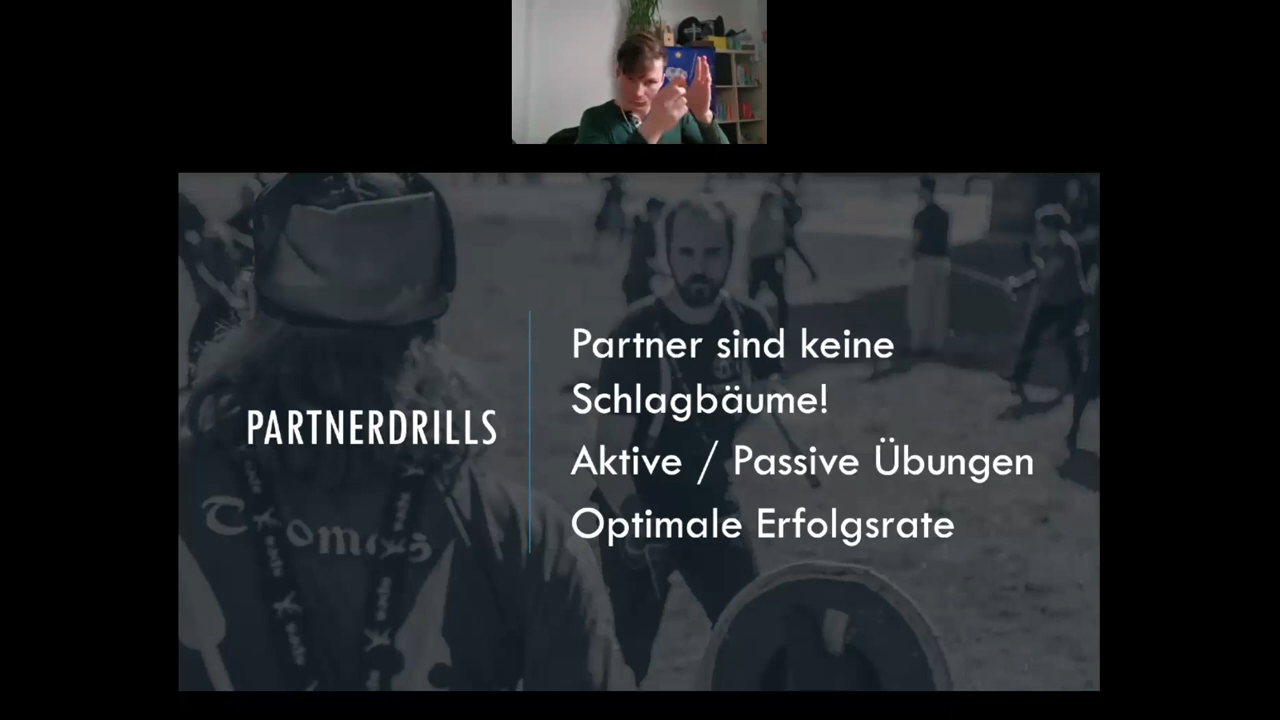 PARTNERDRILLS
Partner sind keine
Schlagbäume!
Aktive / Passive Übungen
Optimale Erfolgsrate